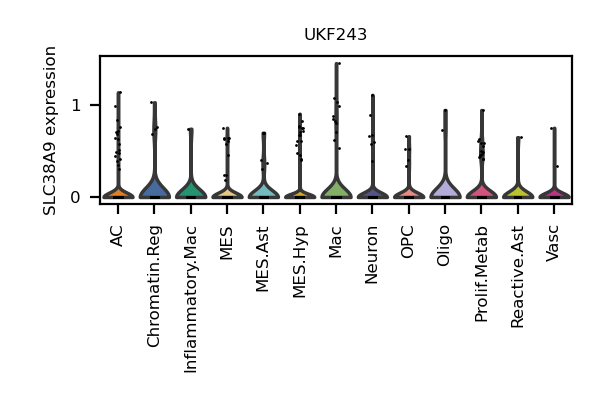 UKF243
SLC38A9 expression
1
0
AC
Chromatin.Reg
Inflammatory.Mac
MES
MES.Ast
MES.Hyp
Mac
Neuron
OPC
Oligo
Prolif.Metab
Reactive.Ast
Vasc